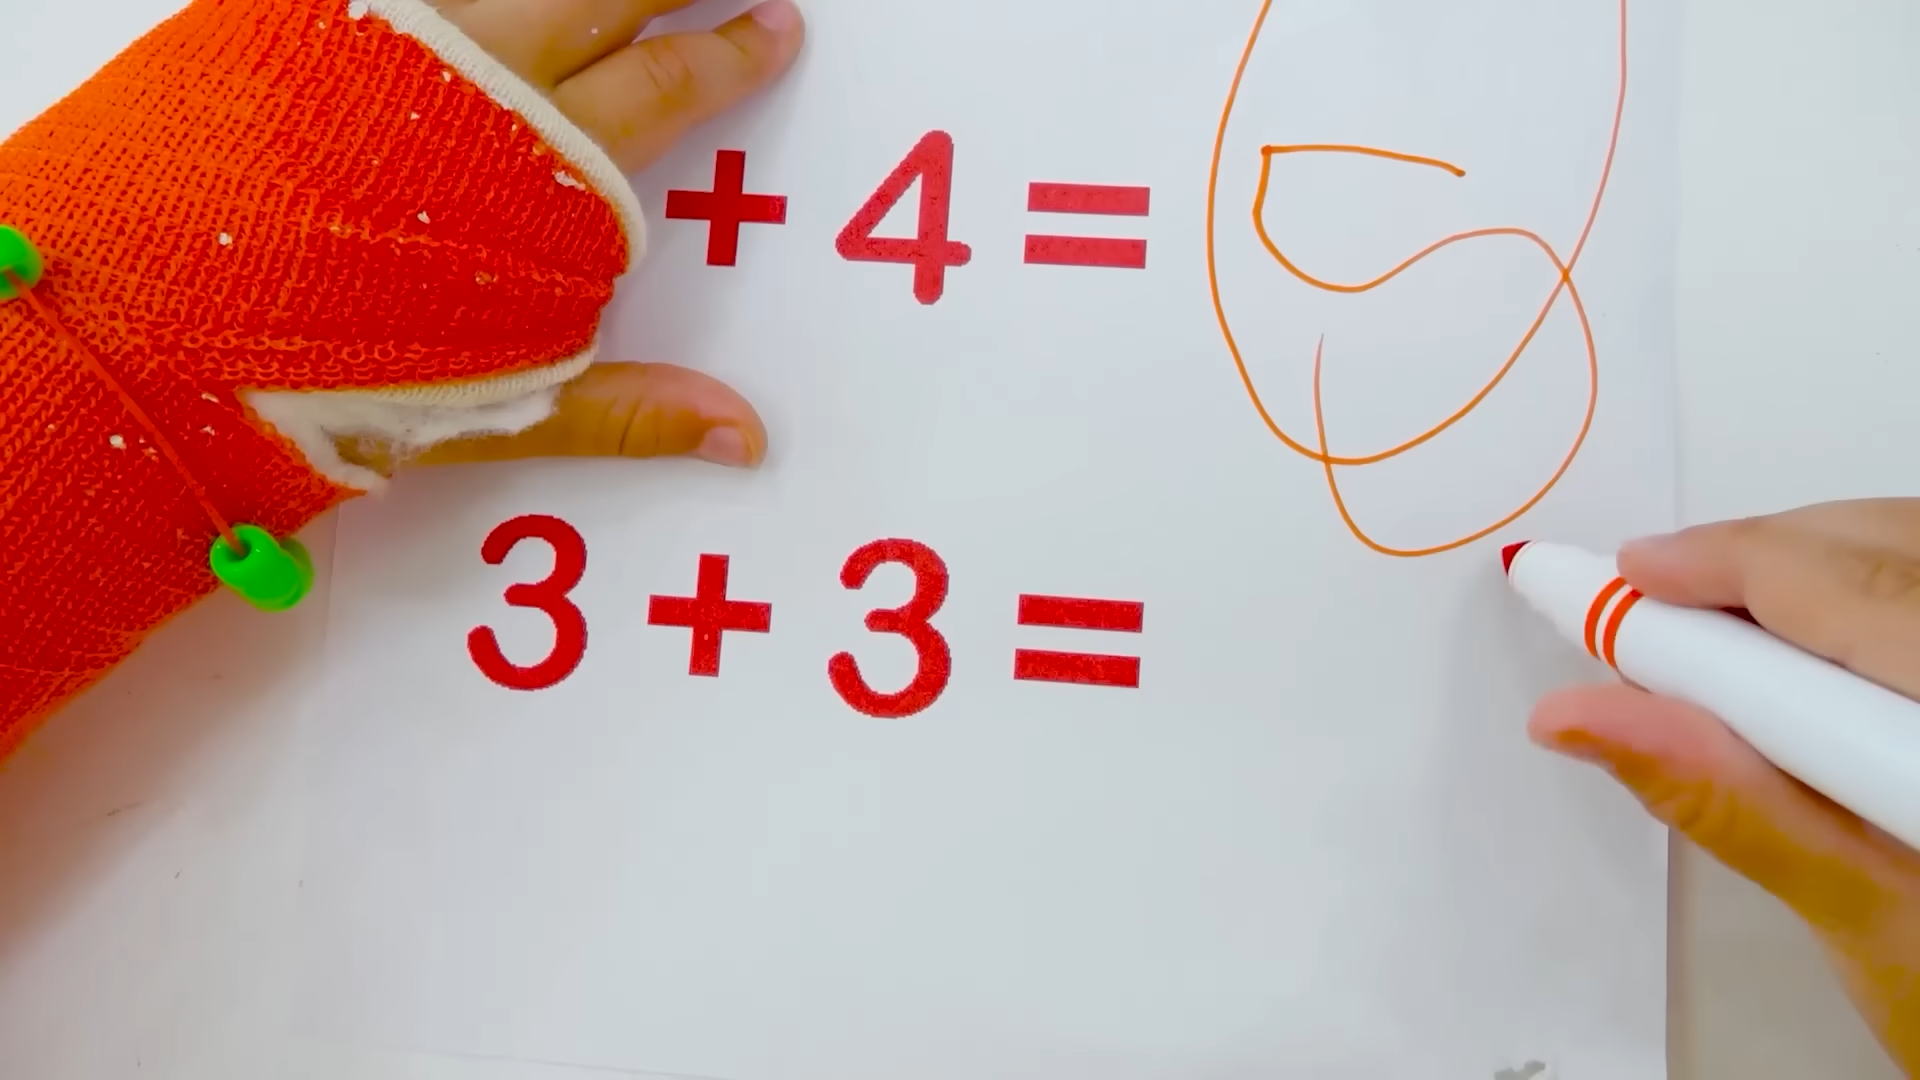 + 4 = 5
3 + 3 =